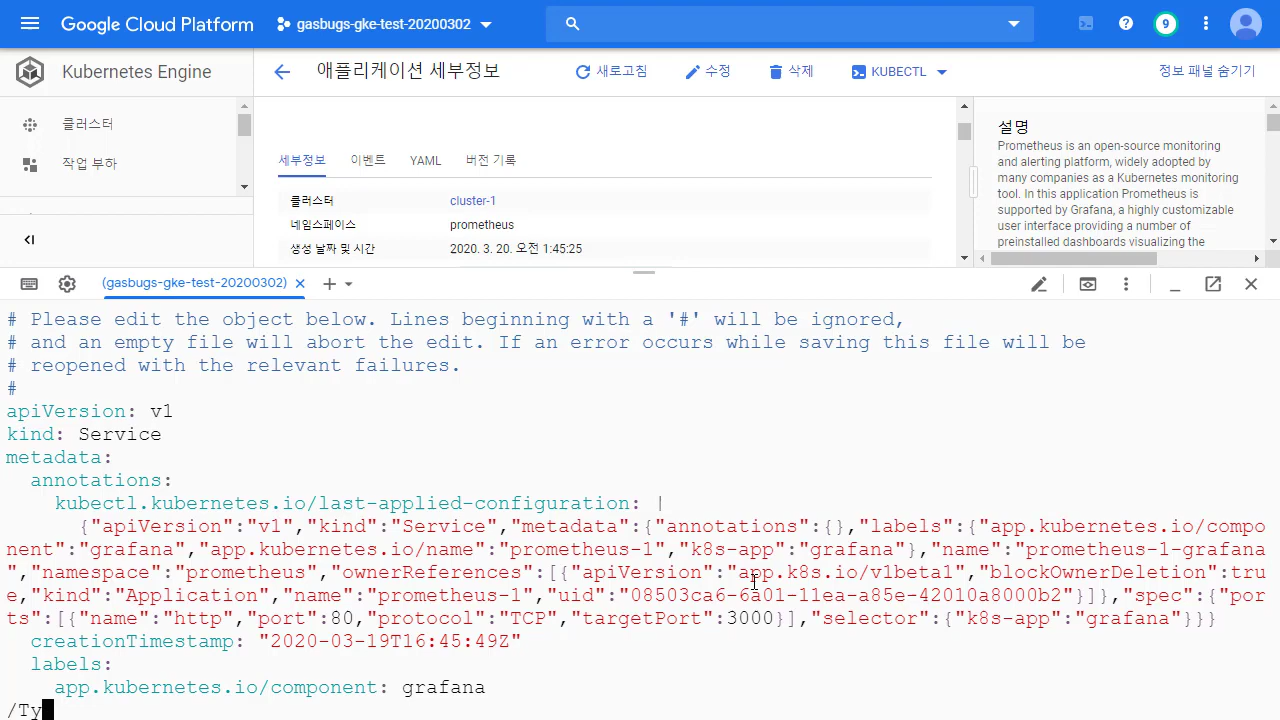 Google Cloud Platform
gasbugs-gke-test-20200302
9
Kubernetes Engine
애플리케이션 세부정보
새로고침
수정
삭제
KUBECTL
정보 패널 숨기기
클러스터
작업 부하
세부정보
이벤트
YAML
버전 기록
클러스터
cluster-1
네임스페이스
prometheus
생성 날짜 및 시간
2020. 3. 20. 오전 1:45:25
설명
Prometheus is an open-source monitoring
and alerting platform, widely adopted by
many companies as a Kubernetes monitoring
tool. In this application Prometheus is
supported by Grafana, a highly customizable
user interface providing a number of
preinstalled dashboards visualizing the
(gasbugs-gke-test-20200302)
# Please edit the object below. Lines beginning with a '#' will be ignored,
# and an empty file will abort the edit. If an error occurs while saving this file will be
# reopened with the relevant failures.
#
apiVersion: v1
kind: Service
metadata:
  annotations:
    kubectl.kubernetes.io/last-applied-configuration: |
      {"apiVersion":"v1","kind":"Service","metadata":{"annotations":{},"labels":{"app.kubernetes.io/compo
nent":"grafana","app.kubernetes.io/name":"prometheus-1","k8s-app":"grafana"},"name":"prometheus-1-grafana
","namespace":"prometheus","ownerReferences":[{"apiVersion":"app.k8s.io/v1beta1","blockOwnerDeletion":tru
e,"kind":"Application","name":"prometheus-1","uid":"08503ca6-6a01-11ea-a85e-42010a8000b2"}]},"spec":{"por
ts":[{"name":"http","port":80,"protocol":"TCP","targetPort":3000}],"selector":{"k8s-app":"grafana"}}}
  creationTimestamp: "2020-03-19T16:45:49Z"
  labels:
    app.kubernetes.io/component: grafana
/Ty